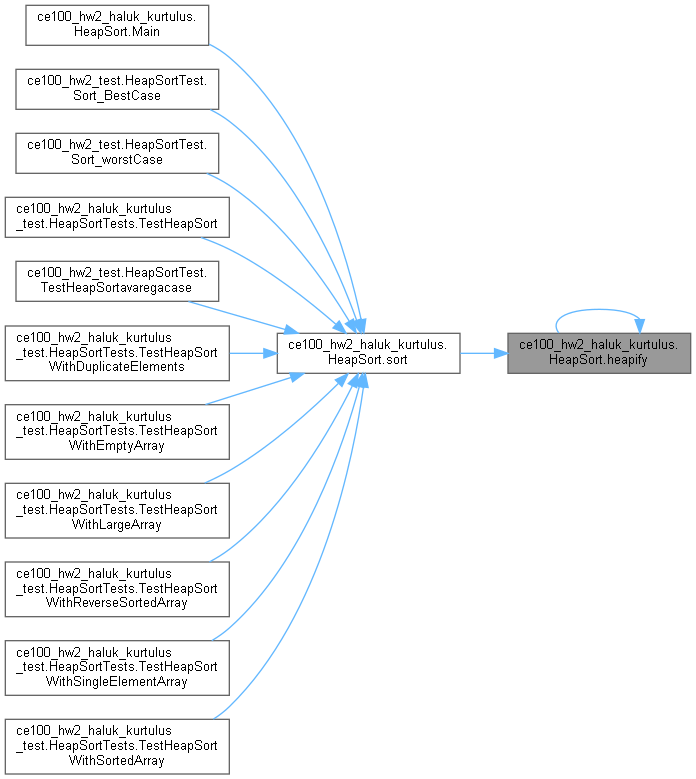 ce100_hw2_haluk_kurtulus.
HeapSort.Main
ce100_hw2_test.HeapSortTest.
Sort_BestCase
ce100_hw2_test.HeapSortTest.
Sort_worstCase
ce100_hw2_haluk_kurtulus
_test.HeapSortTests.TestHeapSort
ce100_hw2_test.HeapSortTest.
TestHeapSortavaregacase
ce100_hw2_haluk_kurtulus
_test.HeapSortTests.TestHeapSort
WithDuplicateElements
ce100_hw2_haluk_kurtulus
_test.HeapSortTests.TestHeapSort
WithEmptyArray
ce100_hw2_haluk_kurtulus
_test.HeapSortTests.TestHeapSort
WithLargeArray
ce100_hw2_haluk_kurtulus
_test.HeapSortTests.TestHeapSort
WithReverseSortedArray
ce100_hw2_haluk_kurtulus
_test.HeapSortTests.TestHeapSort
WithSingleElementArray
ce100_hw2_haluk_kurtulus
_test.HeapSortTests.TestHeapSort
WithSortedArray
ce100_hw2_haluk_kurtulus.
HeapSort.sort
ce100_hw2_haluk_kurtulus.
HeapSort.heapify